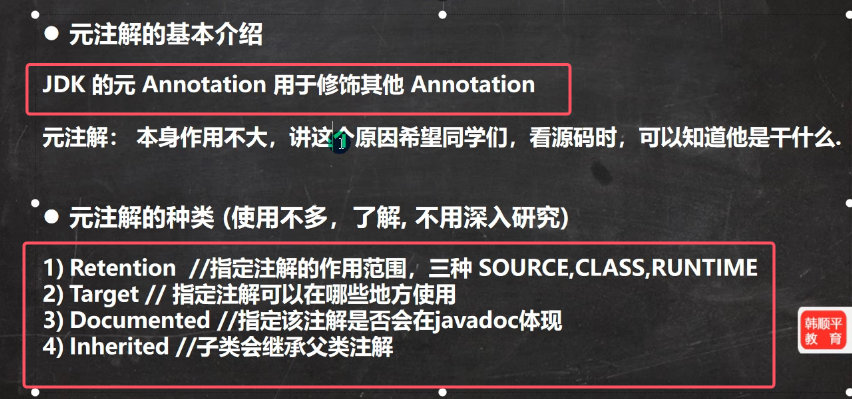 ● 元注解的基本介绍
JDK 的元 Annotation 用于修饰其他 Annotation
元注解： 本身作用不大，讲这个原因希望同学们，看源码时，可以知道他是干什么.
● 元注解的种类 (使用不多，了解, 不用深入研究)
1) Retention //指定注解的作用范围，三种 SOURCE,CLASS,RUNTIME
2) Target // 指定注解可以在哪些地方使用
3) Documented //指定该注解是否会在javadoc体现
4) Inherited //子类会继承父类注解
韩顺平
教 育